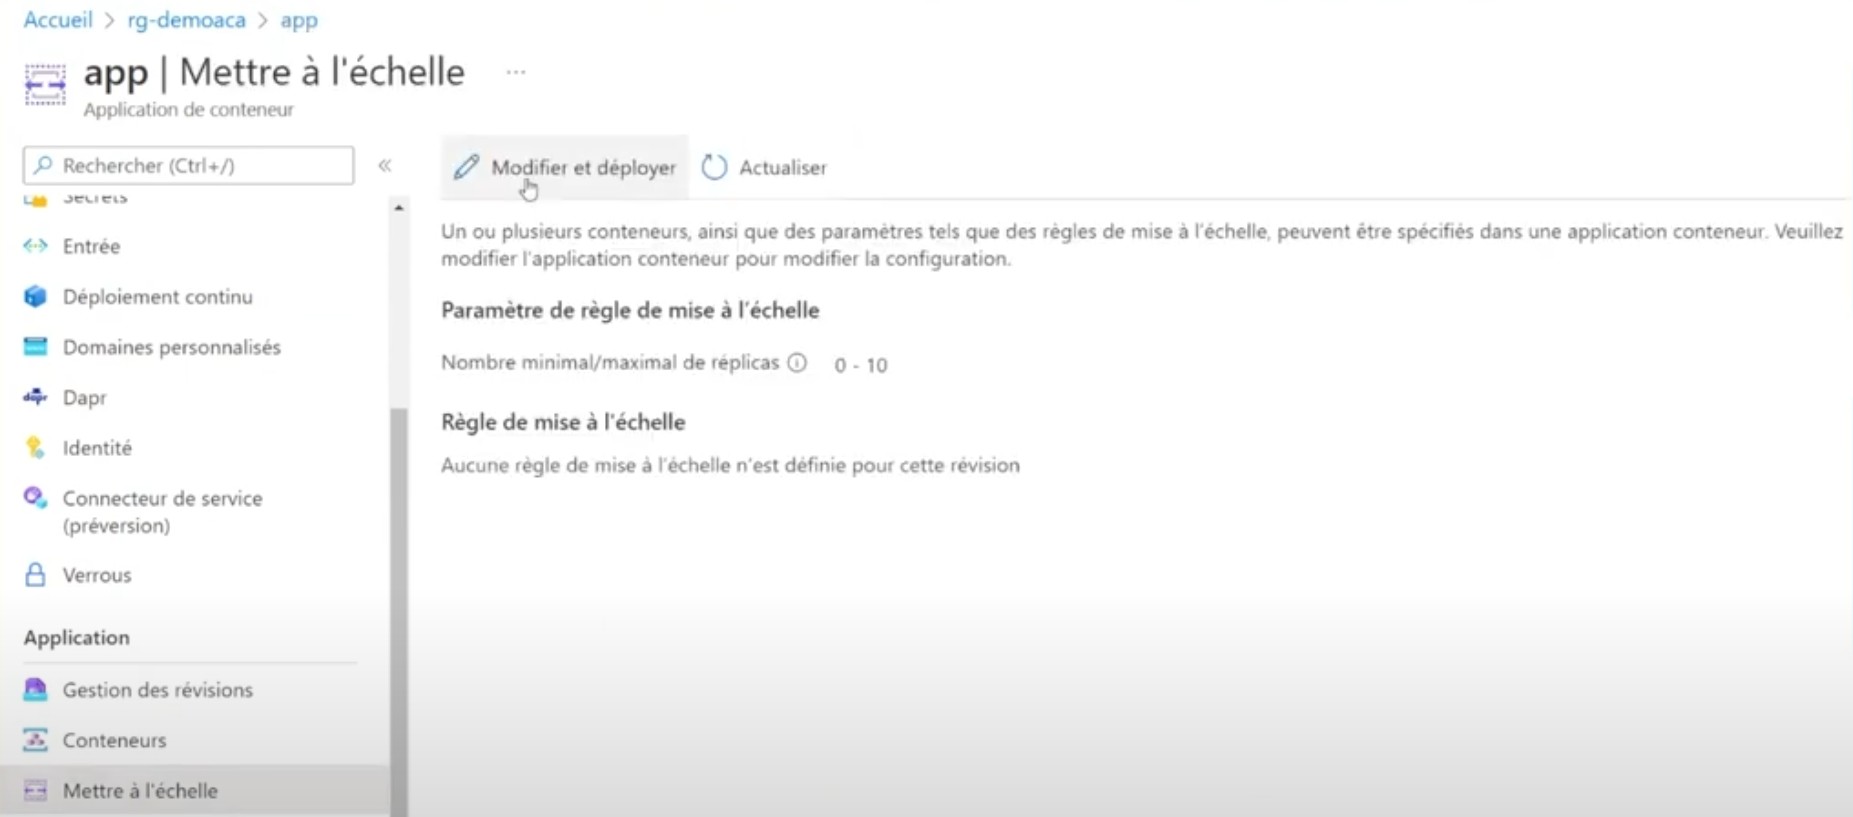 Accueil > rg-demoaca > app
app | Mettre à l'échelle ...
Application de conteneur
Rechercher (Ctrl+/) «
Secrets
Entrée
Déploiement continu
Domaines personnalisés
dapr Dapr
Identité
Connecteur de service
(préversion)
Verrous
Application
Gestion des révisions
Conteneurs
Mettre à l'échelle
Modifier et déployer Actualiser
Un ou plusieurs conteneurs, ainsi que des paramètres tels que des règles de mise à l'échelle, peuvent être spécifiés dans une application conteneur. Veuillez
modifier l'application conteneur pour modifier la configuration.
Paramètre de règle de mise à l'échelle
Nombre minimal/maximal de réplicas 0 - 10
Règle de mise à l'échelle
Aucune règle de mise à l'échelle n'est définie pour cette révision